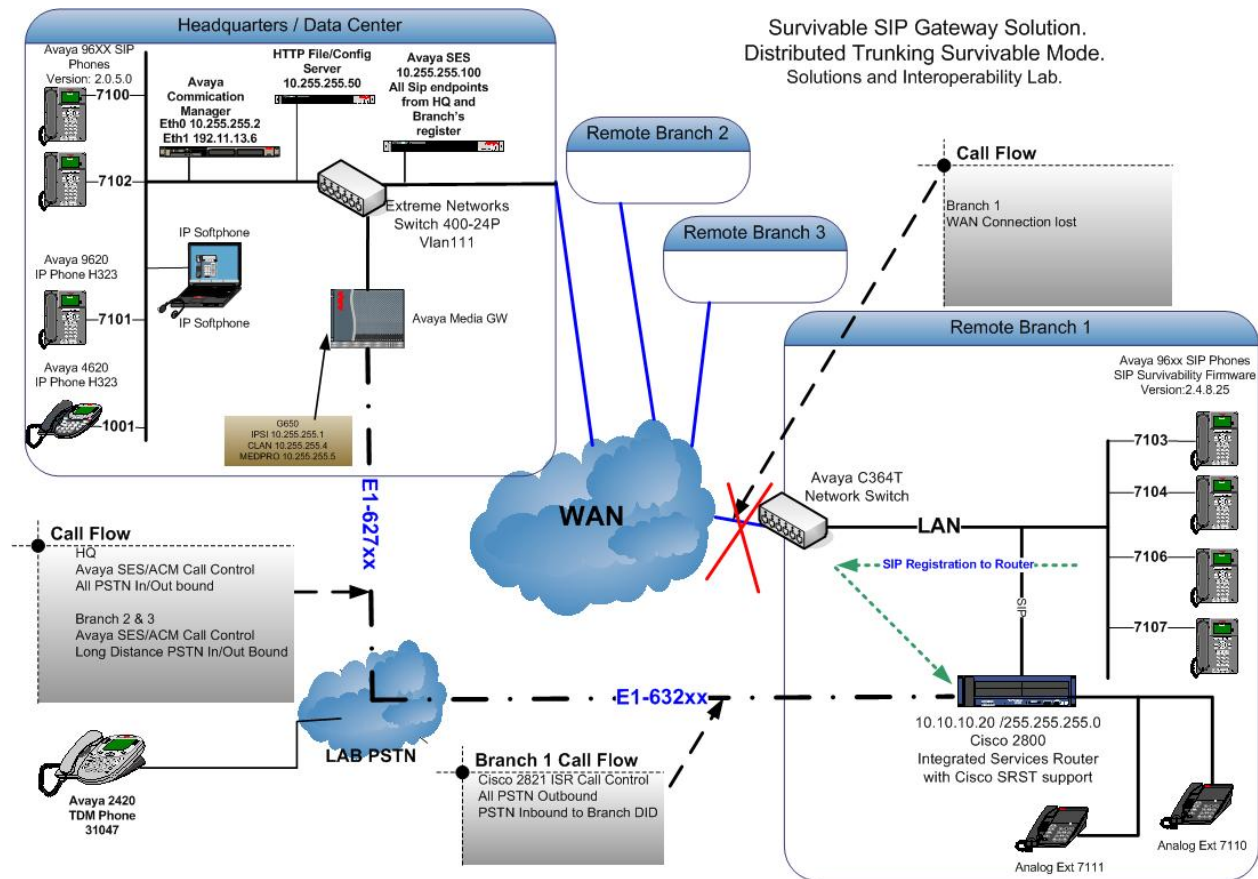 Headquarters / Data Center
Survivable SIP Gateway Solution.
Distributed Trunking Survivable Mode.
Solutions and Interoperability Lab.
Avaya 96XX SIP
Phones
Version: 2.0.5.0
7100
7102
Avaya
Commication
Manager
Eth0 10.255.255.2
Eth1 192.11.13.6
HTTP File/Config
Server
10.255.255.50
Avaya SES
10.255.255.100
All Sip endpoints
from HQ and
Branch's
register
Extreme Networks
Switch 400-24P
Vlan111
IP Softphone
IP Softphone
Avaya 9620
IP Phone H323
7101
Avaya 4620
IP Phone H323
1001
Avaya Media GW
G650
IPSI 10.255.255.1
CLAN 10.255.255.4
MEDPRO 10.255.255.5
Remote Branch 2
Remote Branch 3
Call Flow
Branch 1
WAN Connection lost
Remote Branch 1
Avaya 96xx SIP Phones
SIP Survivability Firmware
Version:2.4.8.25
7103
7104
7106
7107
WAN
Avaya C364T
Network Switch
LAN
SIP Registration to Router
SIP
E1-627xx
Call Flow
HQ
Avaya SES/ACM Call Control
All PSTN In/Out bound
Branch 2 & 3
Avaya SES/ACM Call Control
Long Distance PSTN In/Out Bound
E1-632xx
LAB PSTN
Avaya 2420
TDM Phone
31047
Branch 1 Call Flow
Cisco 2821 ISR Call Control
All PSTN Outbound
PSTN Inbound to Branch DID
10.10.10.20 /255.255.255.0
Cisco 2800
Integrated Services Router
with Cisco SRST support
Analog Ext 7111
Analog Ext 7110